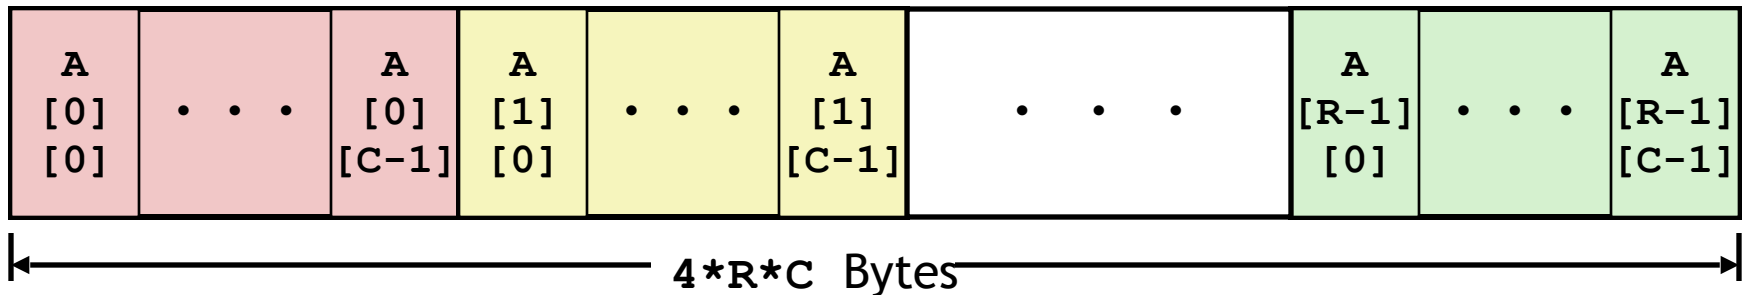 A A A A A A
[0] · · · [0] [1] · · · [1] · · · [R-1] · · · [R-1]
[0] [C-1] [0] [C-1] [0] [C-1]
4*R*C Bytes